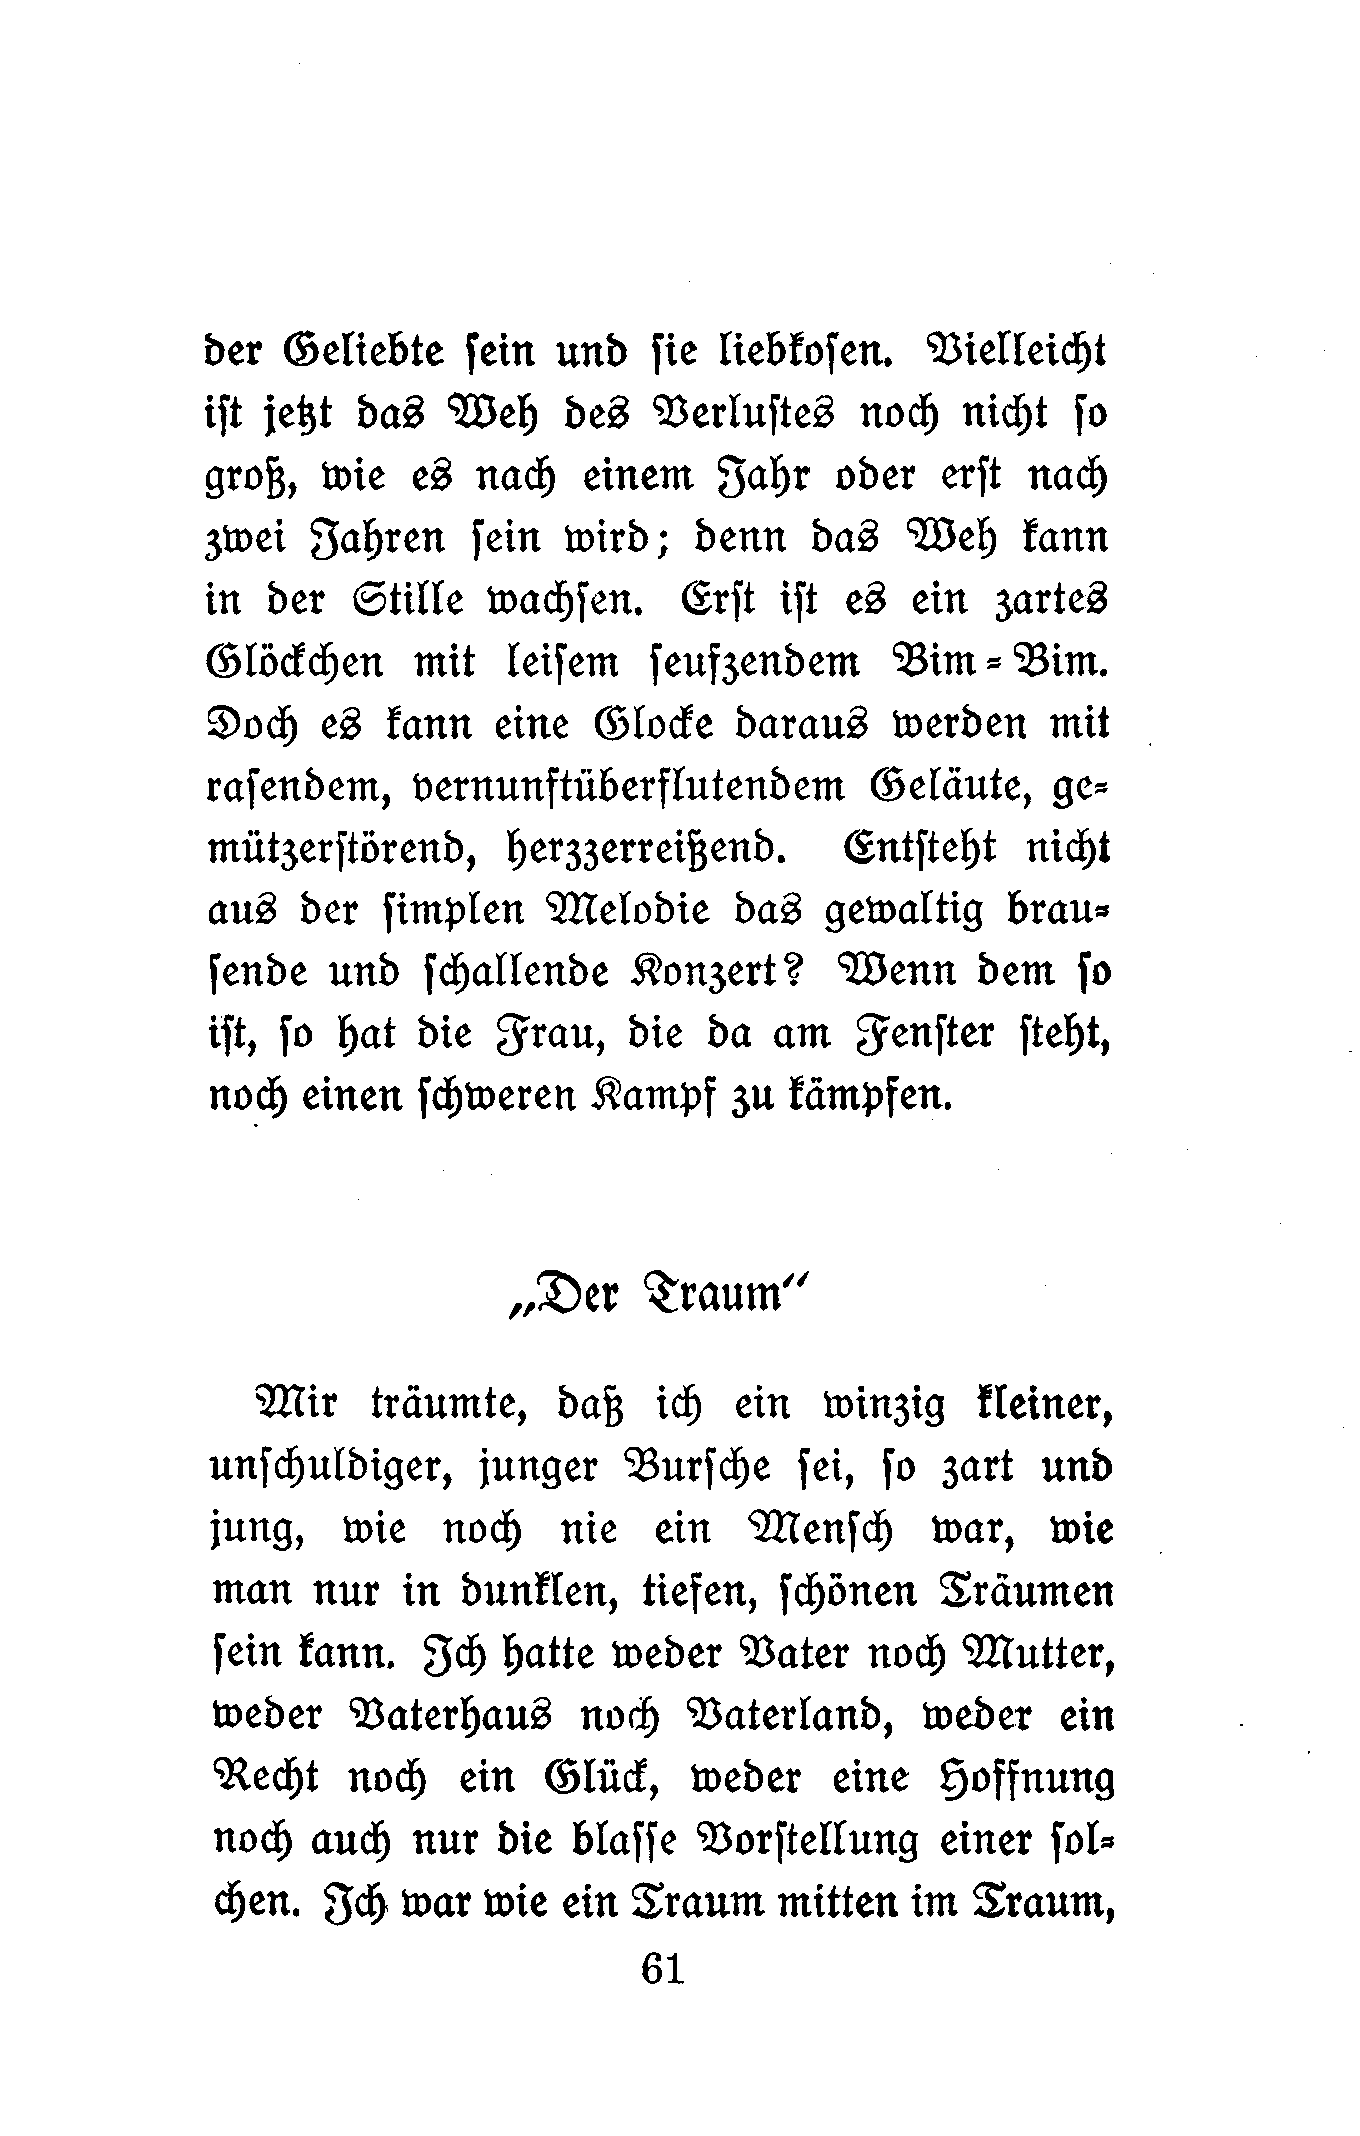 der Geliebte sein und sie liebkosen. Vielleicht
ist jetzt das Weh des Verlustes noch nicht so
groß, wie es nach einem Jahr oder erst nach
zwei Jahren sein wird; denn das Weh kann
in der Stille wachsen. Erst ist es ein zartes
Glöckchen mit leisem seufzendem Bim-Bim.
Doch es kann eine Glocke daraus werden mit
rasendem, vernunftüberflutendem Geläute, ge-
mützerstörend, herzzerreißend. Entsteht nicht
aus der simplen Melodie das gewaltig brau-
sende und schallende Konzert? Wenn dem so
ist, so hat die Frau, die da am Fenster steht,
noch einen schweren Kampf zu kämpfen.
„Der Traum“
Mir träumte, daß ich ein winzig kleiner,
unschuldiger, junger Bursche sei, so zart und
jung, wie noch nie ein Mensch war, wie
man nur in dunklen, tiefen, schönen Träumen
sein kann. Ich hatte weder Vater noch Mutter,
weder Vaterhaus noch Vaterland, weder ein
Recht noch ein Glück, weder eine Hoffnung
noch auch nur die blasse Vorstellung einer sol-
chen. Ich war wie ein Traum mitten im Traum,
61